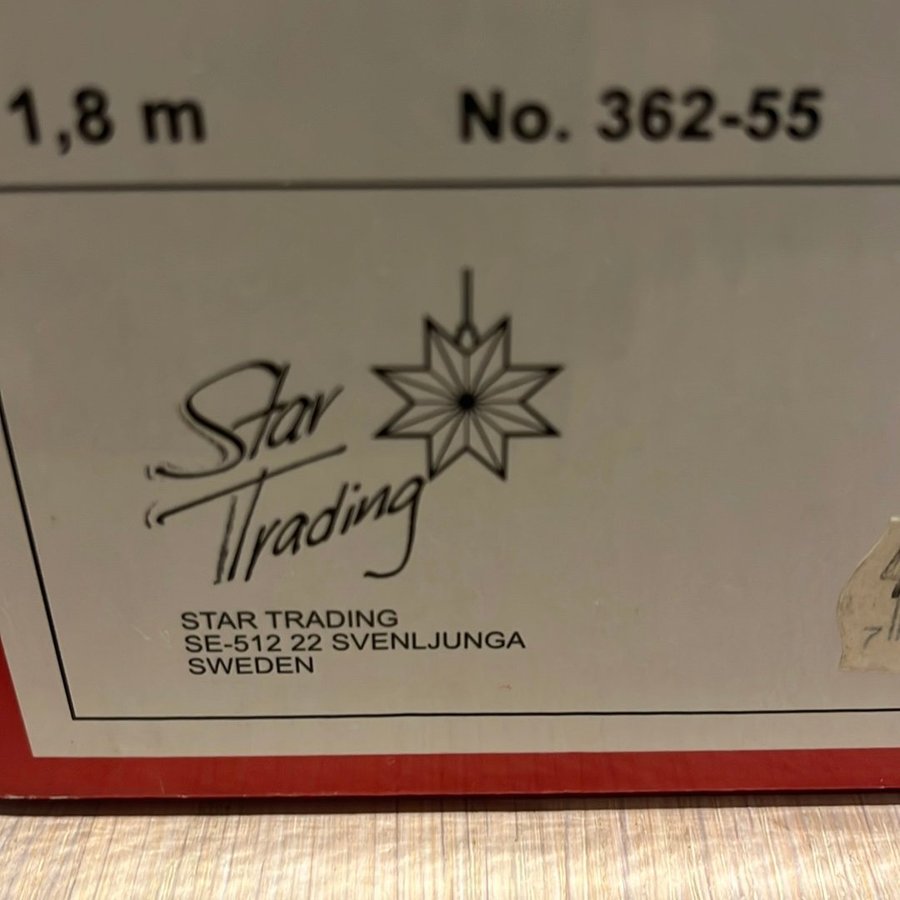 1,8 m No. 362-55
Star
Trading
STAR TRADING
SE-512 22 SVENLJUNGA
SWEDEN